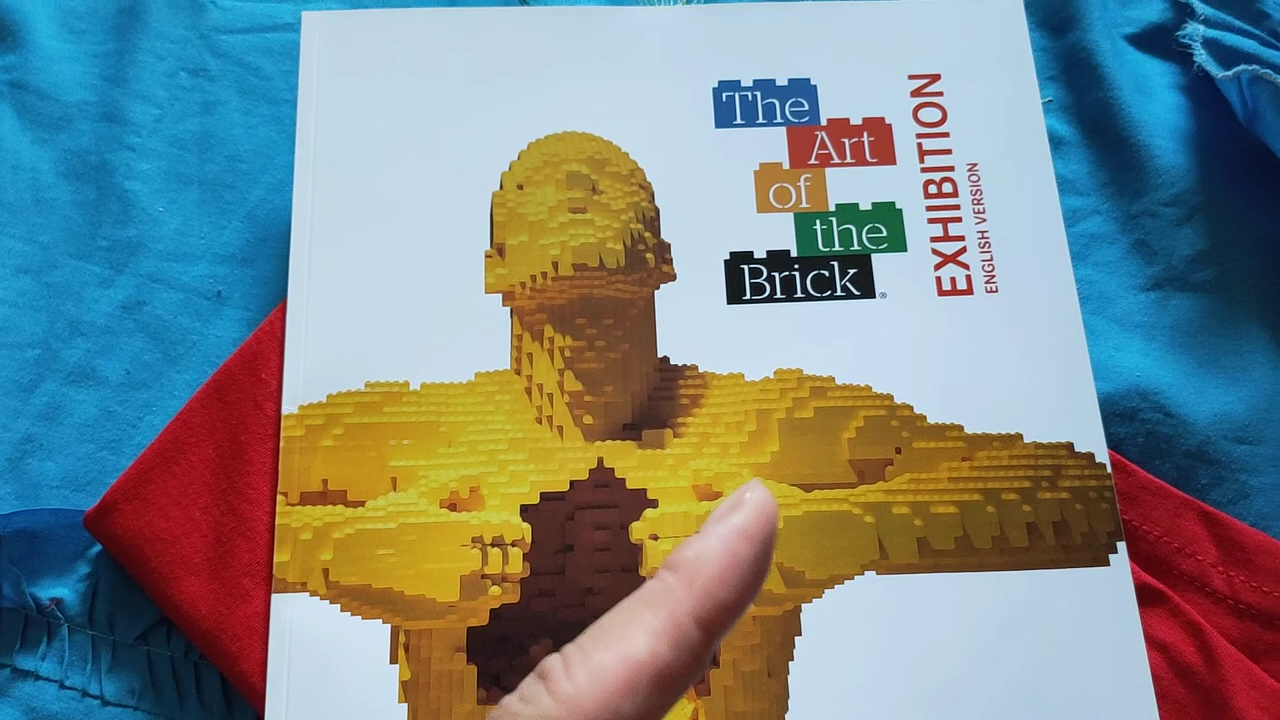 The
Art
of
the
Brick®
EXHIBITION
ENGLISH VERSION